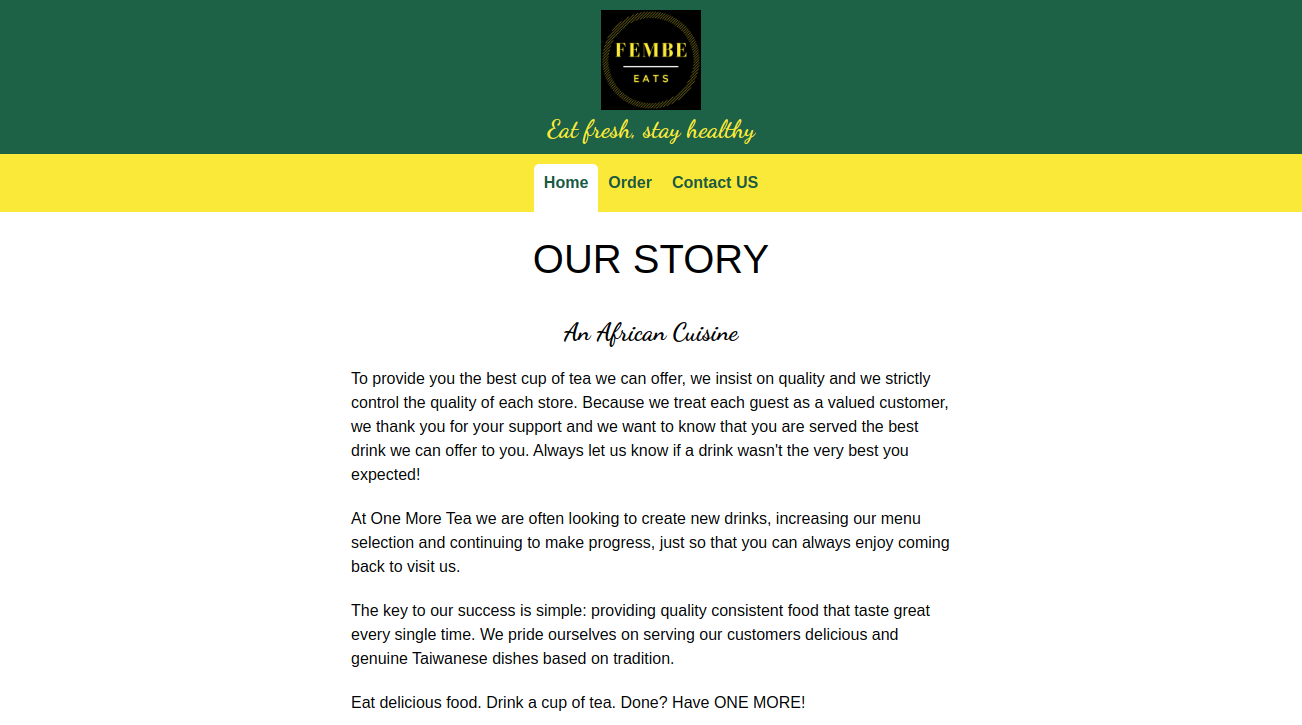 FEMBE
EATS
Eat fresh, stay healthy
Home Order Contact US
OUR STORY
An African Cuisine
To provide you the best cup of tea we can offer, we insist on quality and we strictly
control the quality of each store. Because we treat each guest as a valued customer,
we thank you for your support and we want to know that you are served the best
drink we can offer to you. Always let us know if a drink wasn't the very best you
expected!
At One More Tea we are often looking to create new drinks, increasing our menu
selection and continuing to make progress, just so that you can always enjoy coming
back to visit us.
The key to our success is simple: providing quality consistent food that taste great
every single time. We pride ourselves on serving our customers delicious and
genuine Taiwanese dishes based on tradition.
Eat delicious food. Drink a cup of tea. Done? Have ONE MORE!